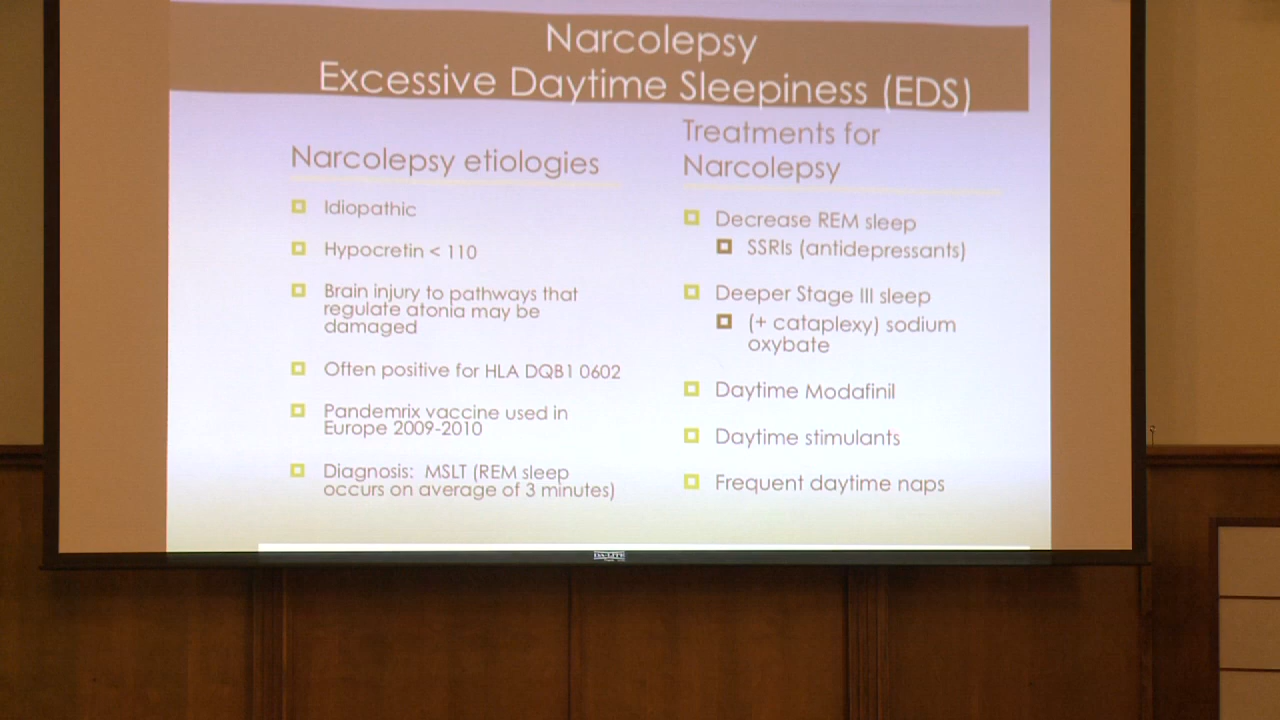 Narcolepsy
Excessive Daytime Sleepiness (EDS)
Narcolepsy etiologies
Idiopathic
Hypocretin < 110
Brain injury to pathways that
regulate atonia may be
damaged
Often positive for HLA DQB1 0602
Pandemrix vaccine used in
Europe 2009-2010
Diagnosis: MSLT (REM sleep
occurs on average of 3 minutes)
Treatments for
Narcolepsy
Decrease REM sleep
SSRIs (antidepressants)
Deeper Stage III sleep
(+ cataplexy) sodium
oxybate
Daytime Modafinil
Daytime stimulants
Frequent daytime naps
DA-LITE